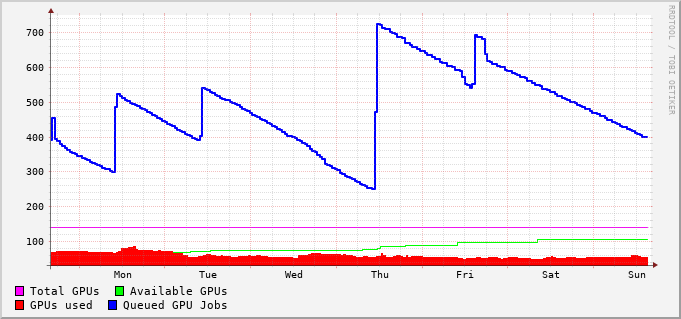 RRDTOOL / TOBI OETIKER
700
600
500
400
300
200
100
Mon Tue Wed Thu Fri Sat Sun
Total GPUs Available GPUs
GPUs used Queued GPU Jobs